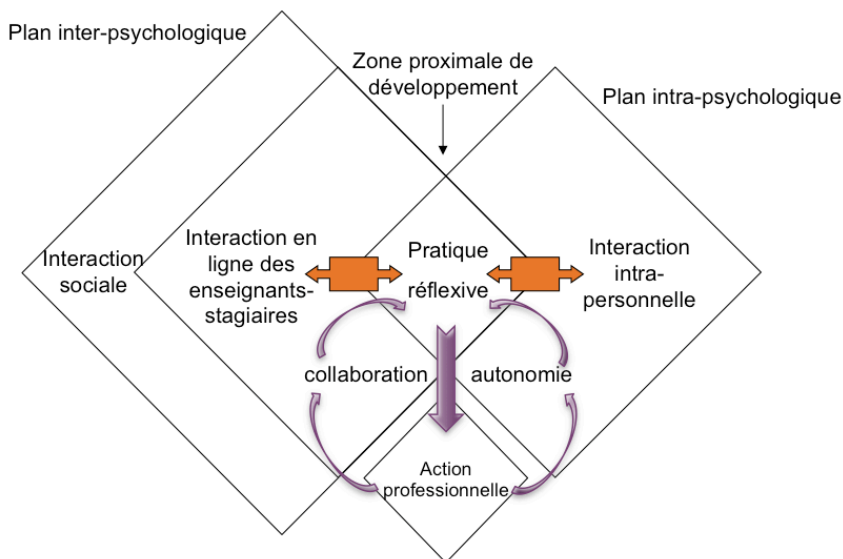 Plan inter-psychologique
Zone proximale de
développement
Plan intra-psychologique
Interaction
sociale
Interaction en
ligne des
enseignants-
stagiaires
Pratique
réflexive
Interaction
intra-
personnelle
collaboration
autonomie
Action
professionnelle